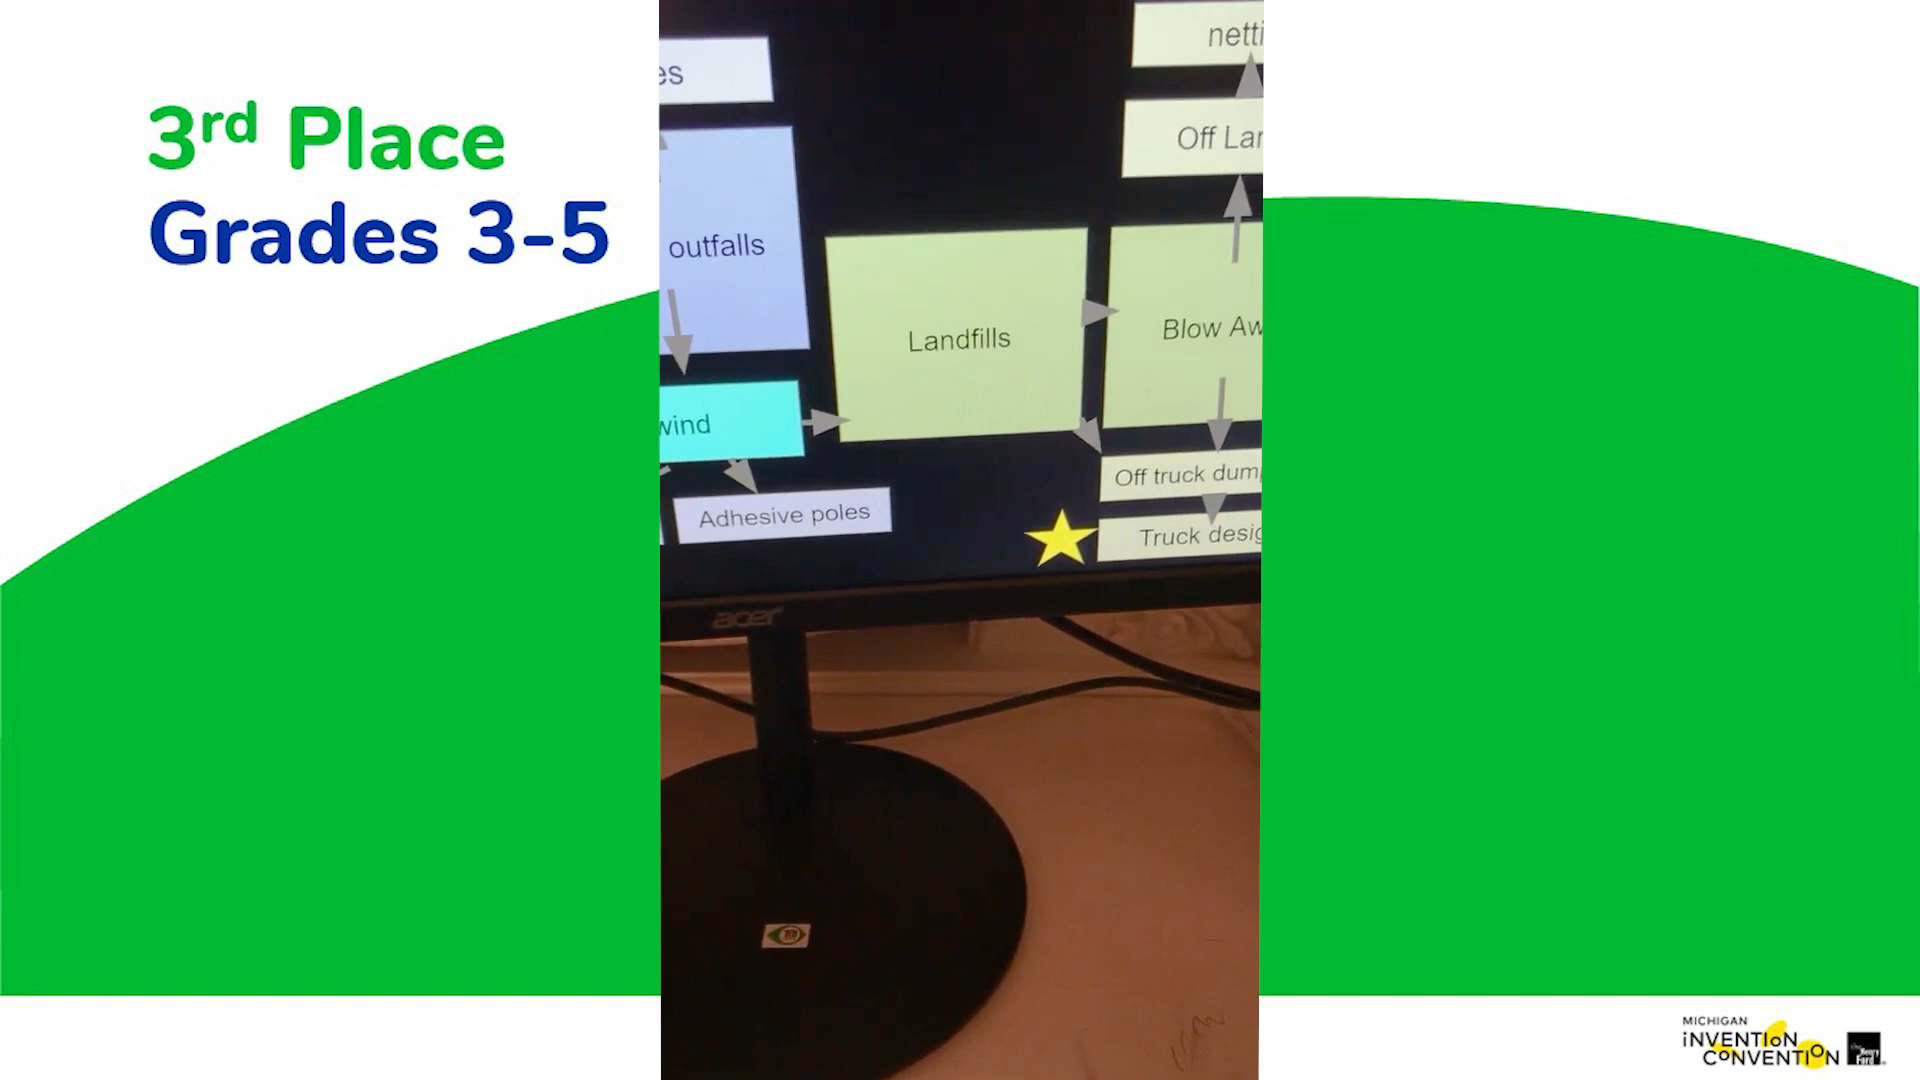 3rd Place
Grades 3-5
es
outfalls
wind
Adhesive poles
Landfills
netti
Off Lan
Blow Aw
Off truck dum
Truck desig
acer
MICHIGAN
iNVENTIoN
CoNVENTIoN